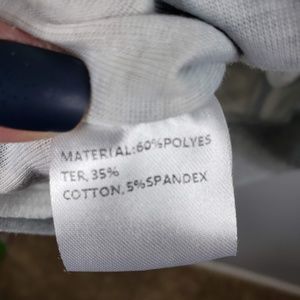 MATERIAL:60%POLYES
TER,35%
COTTON,5%SPANDEX